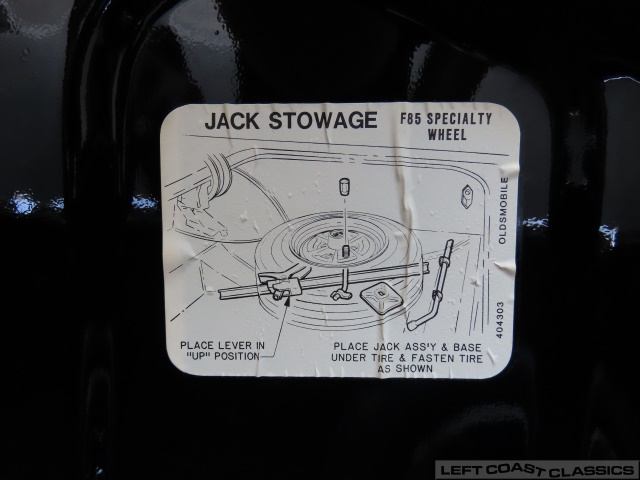 JACK STOWAGE
F85 SPECIALTY
WHEEL
OLDSMOBILE
404303
PLACE LEVER IN
"UP" POSITION
PLACE JACK ASS'Y & BASE
UNDER TIRE & FASTEN TIRE
AS SHOWN
LEFT COAST CLASSICS